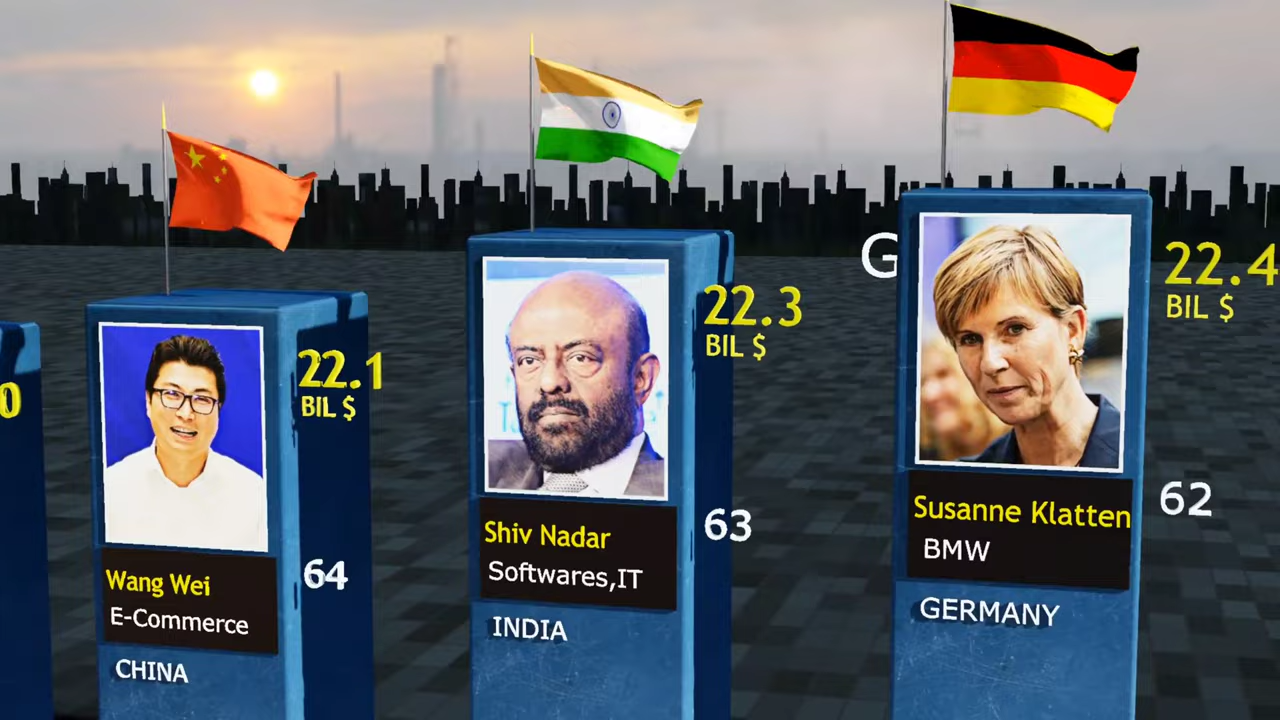 0
22.1
BIL $
64
Wang Wei
E-Commerce
CHINA
22.3
BIL $
63
Shiv Nadar
Softwares,IT
INDIA
G
22.4
BIL $
62
Susanne Klatten
BMW
GERMANY